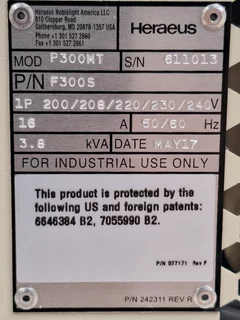 Heraeus Noblelight America LLC
910 Clopper Road
Gaithersburg, MD 20878-1357 USA
Phone +1 301 527 2660
Fax +1 301 527 2661
Heraeus
MOD P300MT S/N 611013
P/N F300S
1P 200/208/220/230/240V
16 A 50/60 Hz
3.8 kVA DATE MAY17
FOR INDUSTRIAL USE ONLY
This product is protected by the
following US and foreign patents:
6646384 B2, 7055990 B2.
P/N 077171 Rev F
P/N 242311 REV R